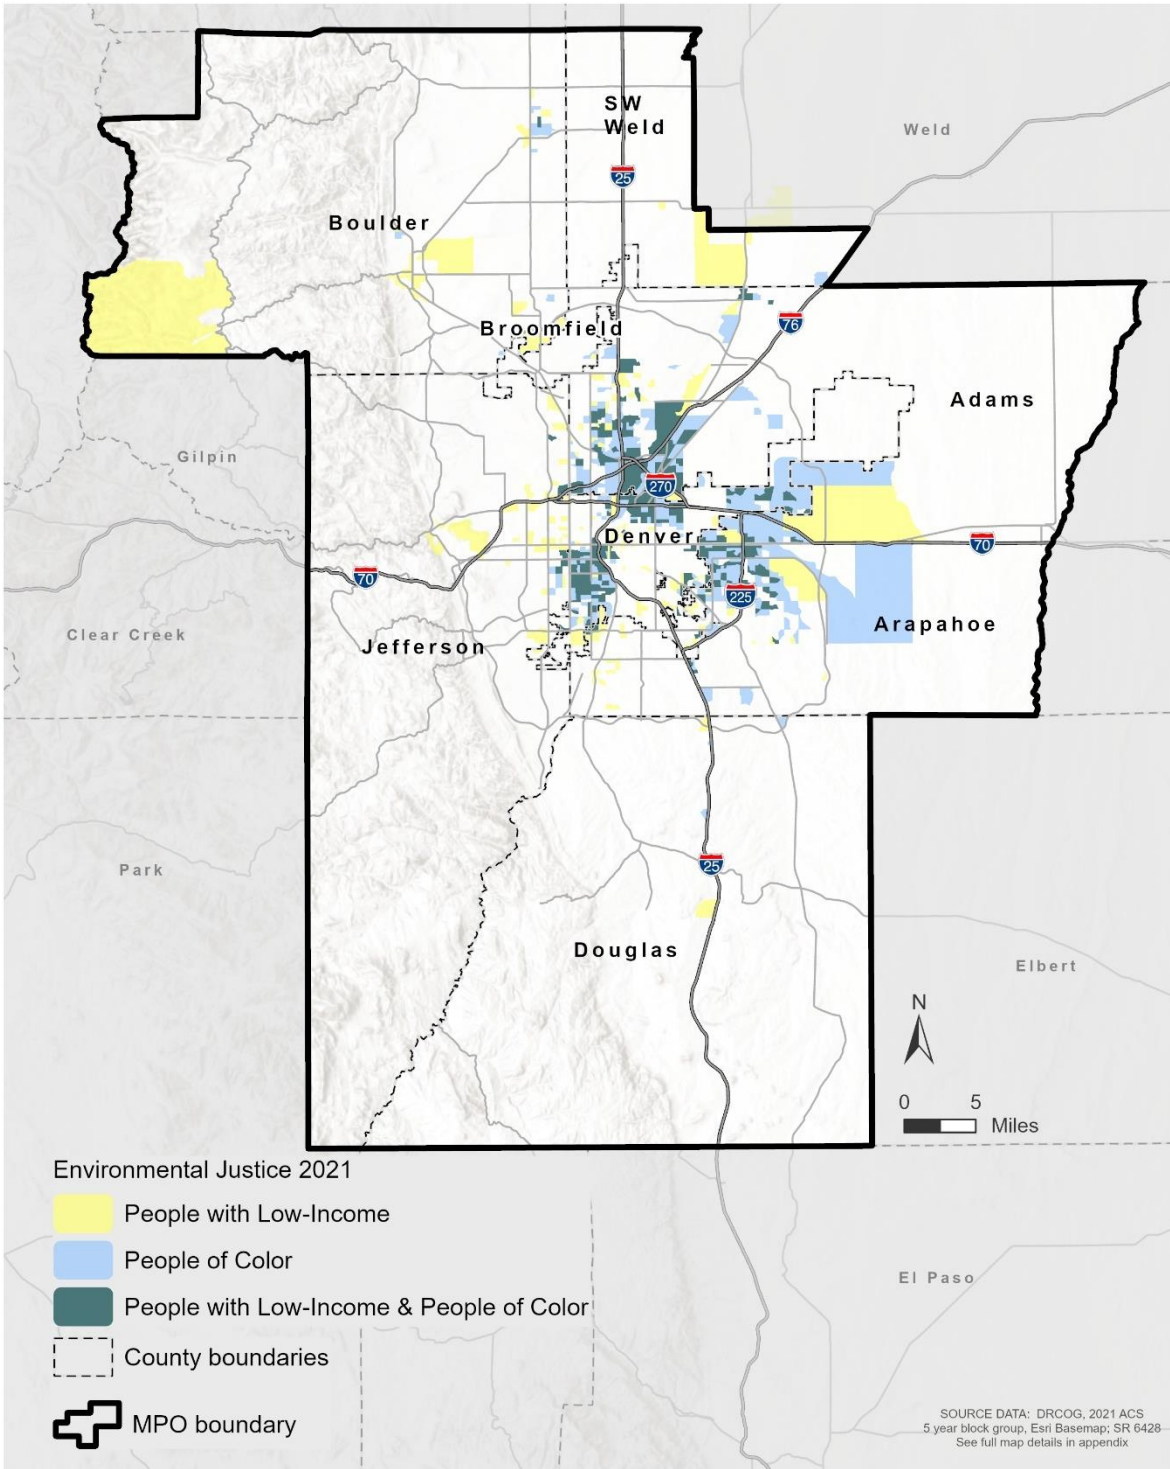 SW
Weld
Weld
25
Boulder
Broomfield
76
Adams
Gilpin
270
Denver
70
70
225
Clear Creek
Jefferson
Arapahoe
Park
25
Douglas
Elbert
N
0 5
Miles
Environmental Justice 2021
People with Low-Income
People of Color
People with Low-Income & People of Color
County boundaries
MPO boundary
El Paso
SOURCE DATA: DRCOG, 2021 ACS
5 year block group, Esri Basemap; SR 6428
See full map details in appendix